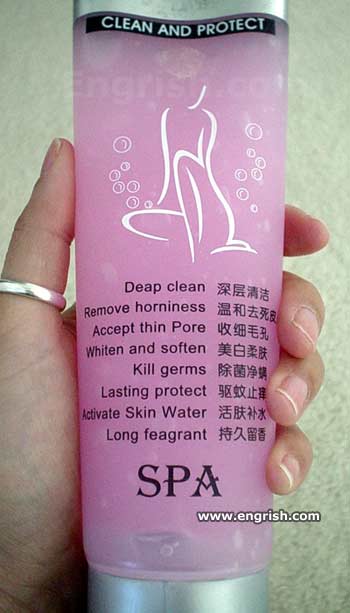 CLEAN AND PROTECT
Engrish.com
Deap clean 深层清洁
Remove horniness 温和去死皮
Accept thin Pore 收细毛孔
Whiten and soften 美白柔肤
Kill germs 除菌净螨
Lasting protect 驱蚊止痒
Activate Skin Water 活肤补水
Long feagrant 持久留香
SPA
www.engrish.com